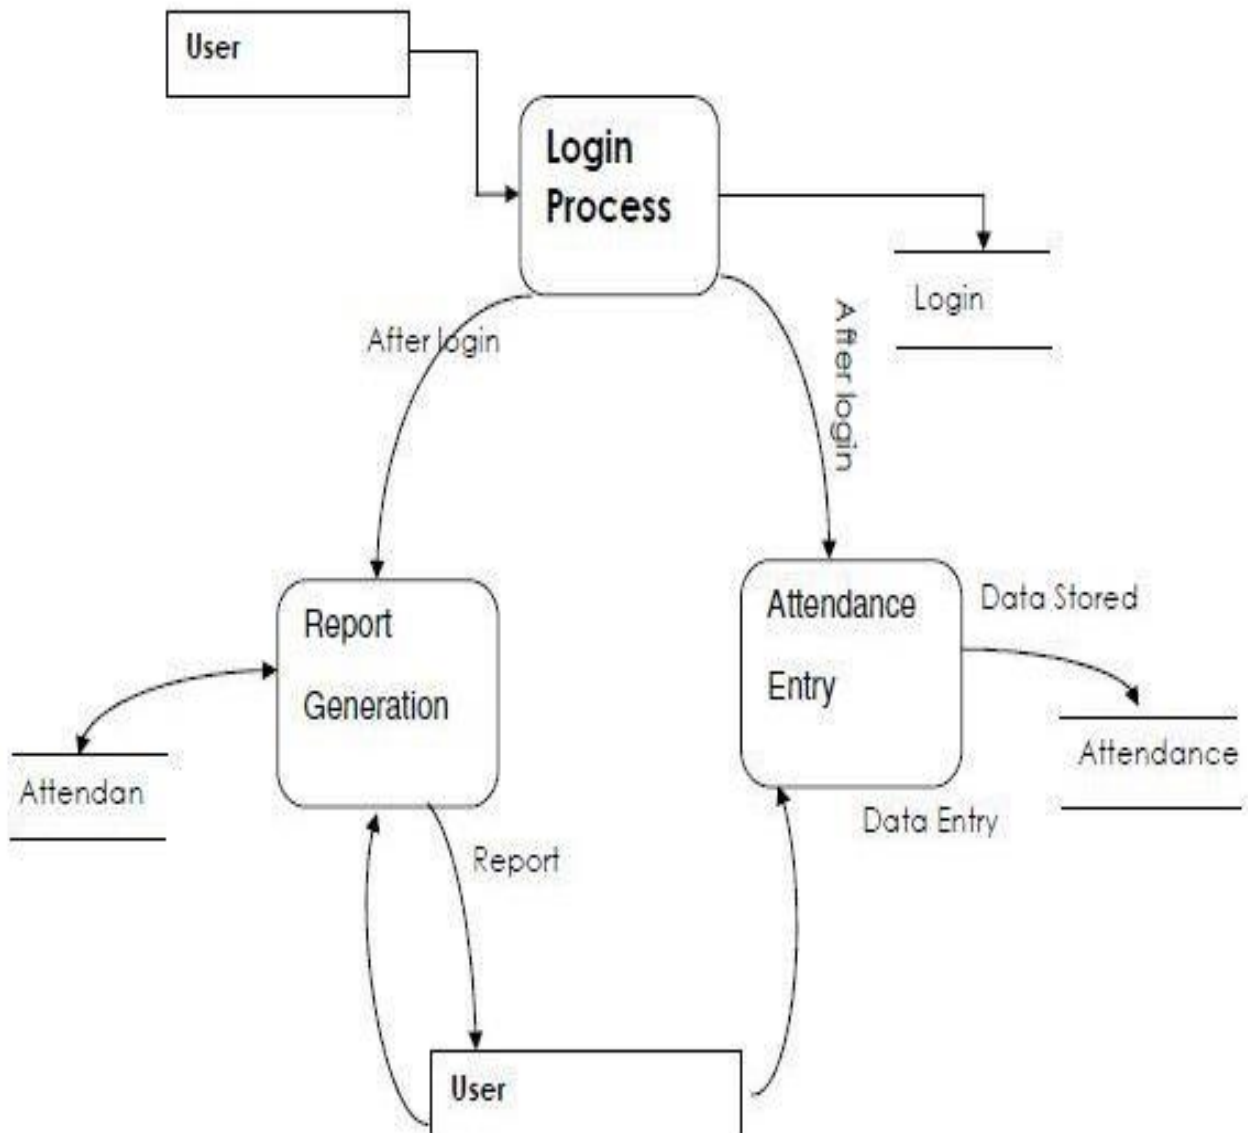 User
Login
Process
Login
After login
After login
Report
Generation
Attendance
Entry
Data Stored
Attendan
Attendance
Data Entry
Report
User